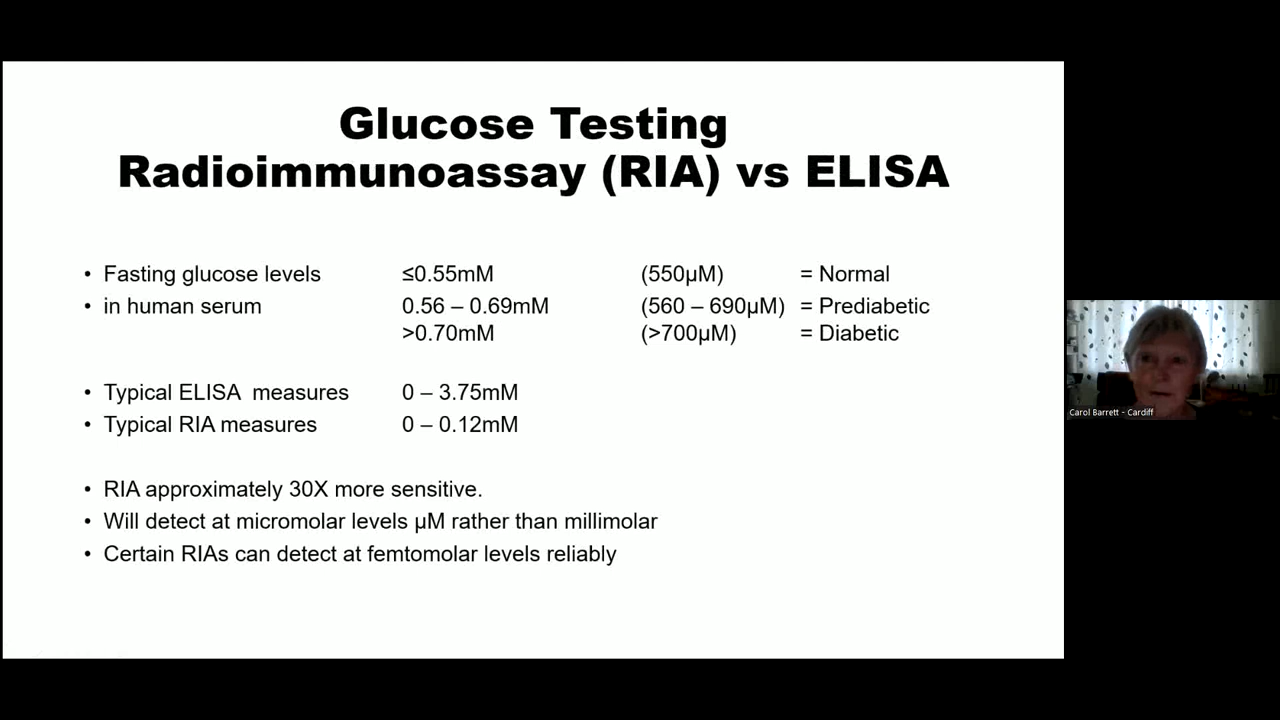 Glucose Testing
Radioimmunoassay (RIA) vs ELISA
• Fasting glucose levels ≤0.55mM (550µM) = Normal
• in human serum 0.56 – 0.69mM (560 – 690µM) = Prediabetic
>0.70mM (>700µM) = Diabetic
• Typical ELISA measures 0 – 3.75mM
• Typical RIA measures 0 – 0.12mM
• RIA approximately 30X more sensitive.
• Will detect at micromolar levels µM rather than millimolar
• Certain RIAs can detect at femtomolar levels reliably
Carol Barrett - Cardiff